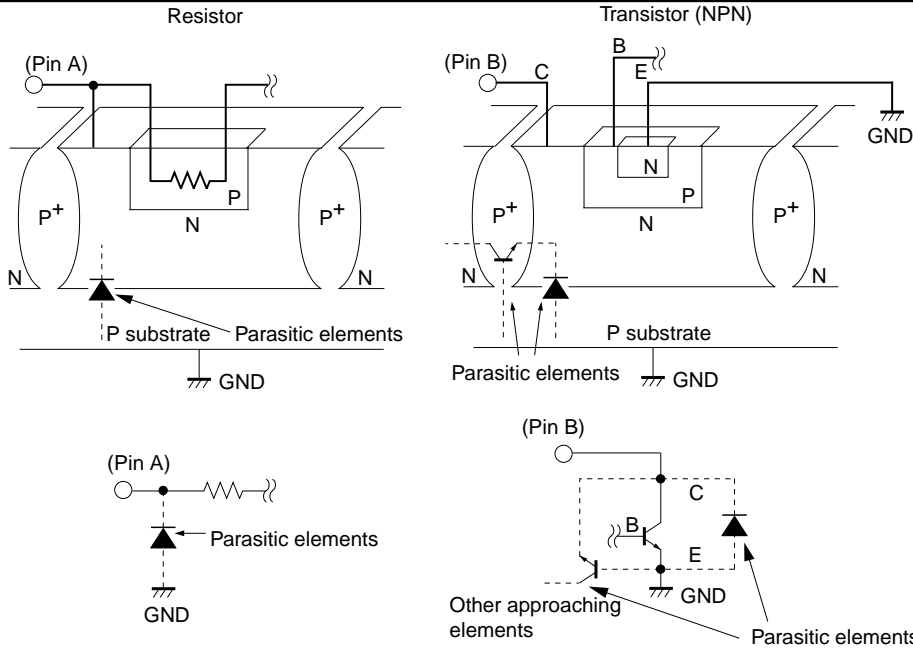 Resistor
Transistor (NPN)
(Pin A)
P
N
P+
P+
N
N
P substrate
Parasitic elements
GND
(Pin B)
C
B
E
GND
N
P
N
P+
P+
N
N
P substrate
Parasitic elements
GND
(Pin A)
Parasitic elements
GND
(Pin B)
C
B
E
GND
Other approaching
elements
Parasitic elements